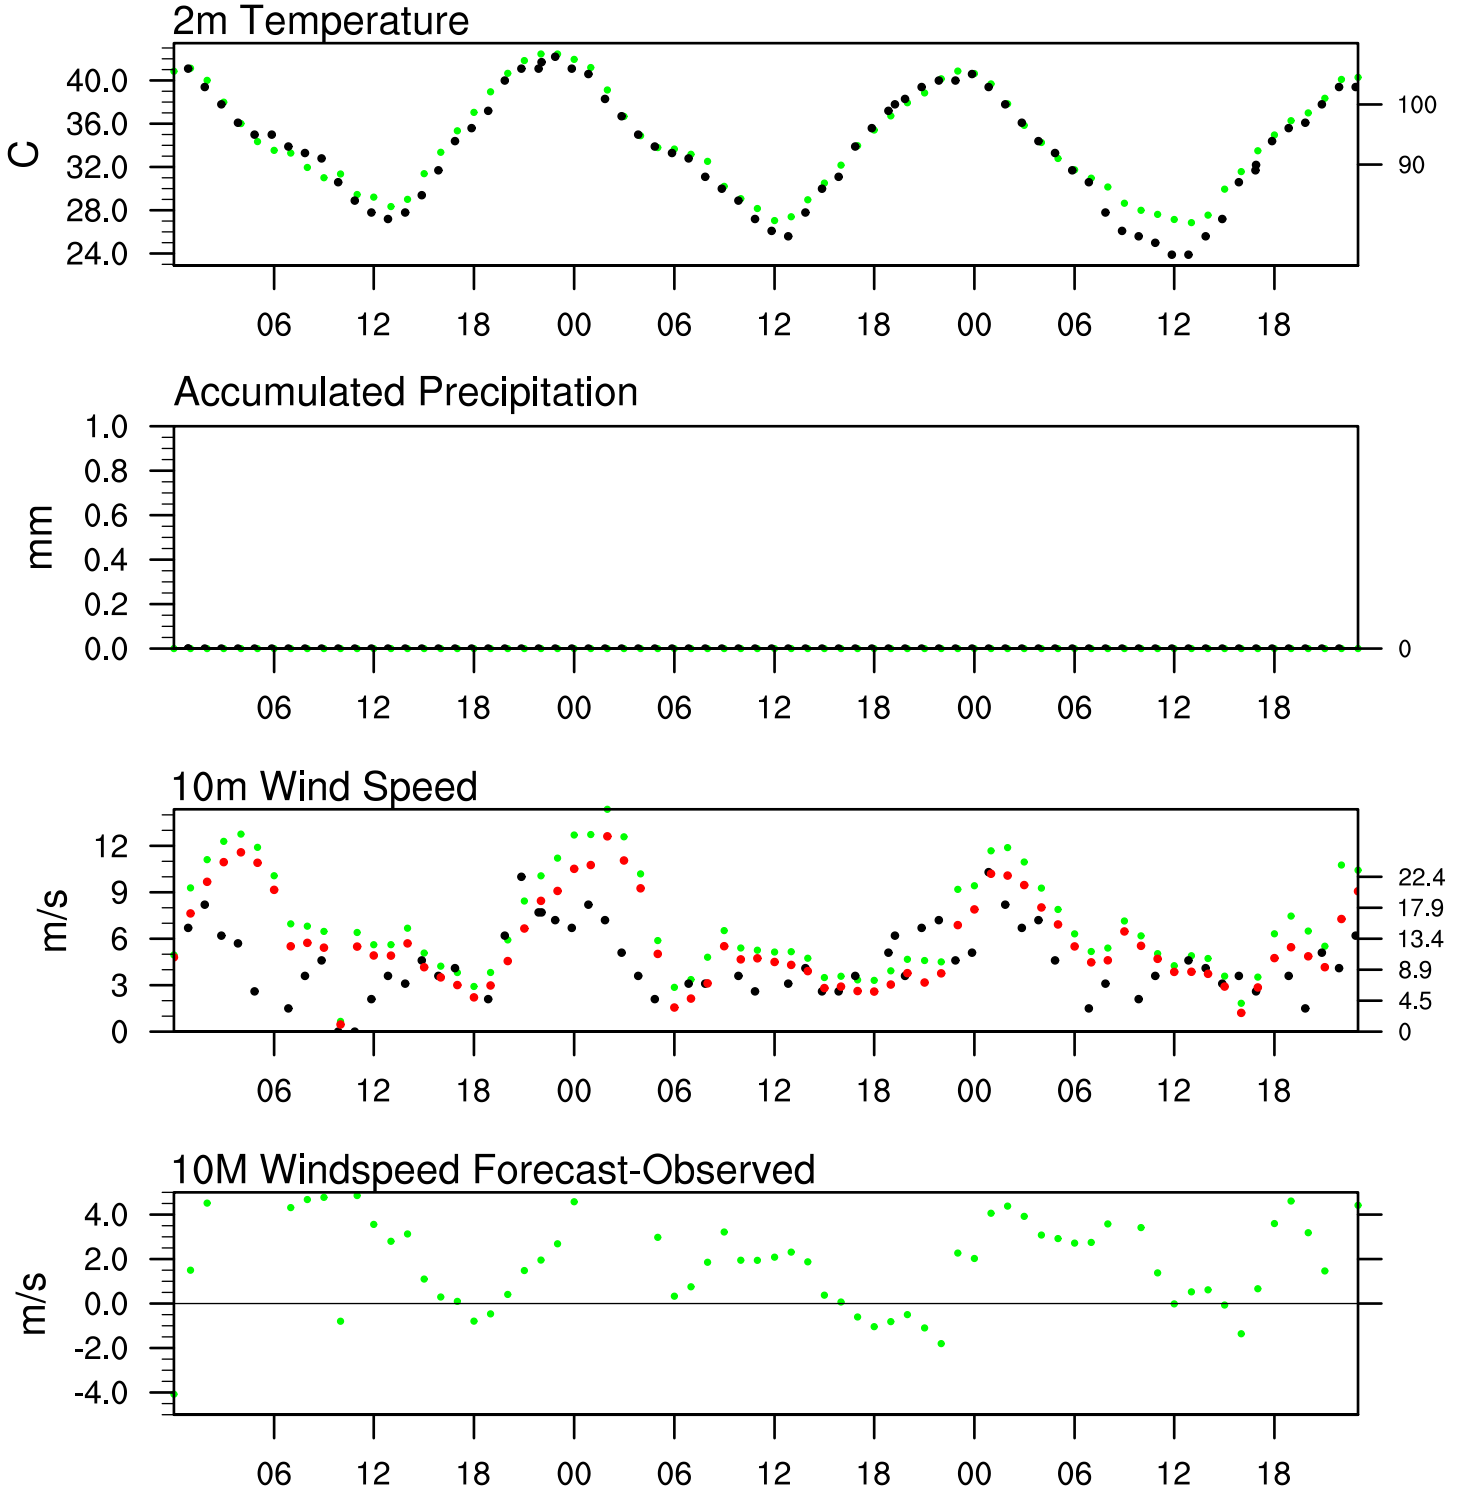 2m Temperature
40.0
36.0
32.0
28.0
24.0
C
100
90
06 12 18 00 06 12 18 00 06 12 18
Accumulated Precipitation
1.0
0.8
0.6
0.4
0.2
0.0
mm
0
06 12 18 00 06 12 18 00 06 12 18
10m Wind Speed
12
9
6
3
0
m/s
22.4
17.9
13.4
8.9
4.5
0
06 12 18 00 06 12 18 00 06 12 18
10M Windspeed Forecast-Observed
4.0
2.0
0.0
-2.0
-4.0
m/s
06 12 18 00 06 12 18 00 06 12 18